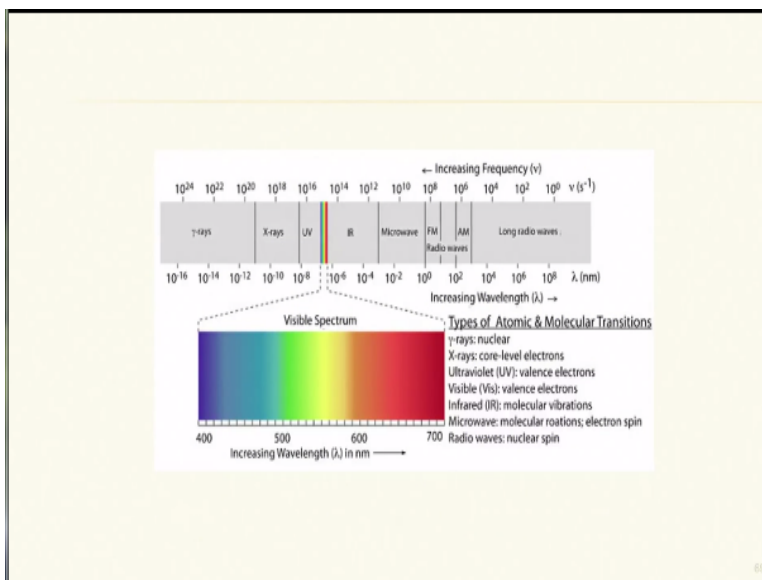 ← Increasing Frequency (ν)
10²⁴ 10²² 10²⁰ 10¹⁸ 10¹⁶ 10¹⁴ 10¹² 10¹⁰ 10⁸ 10⁶ 10⁴ 10² 10⁰ ν (s⁻¹)
γ-rays X-rays UV IR Microwave FM AM Long radio waves
Radio waves
10⁻¹⁶ 10⁻¹⁴ 10⁻¹² 10⁻¹⁰ 10⁻⁸ 10⁻⁶ 10⁻⁴ 10⁻² 10⁰ 10² 10⁴ 10⁶ 10⁸ λ (nm)
Increasing Wavelength (λ) →
Visible Spectrum
400 500 600 700
Increasing Wavelength (λ) in nm →
Types of Atomic & Molecular Transitions
γ-rays: nuclear
X-rays: core-level electrons
Ultraviolet (UV): valence electrons
Visible (Vis): valence electrons
Infrared (IR): molecular vibrations
Microwave: molecular roations; electron spin
Radio waves: nuclear spin